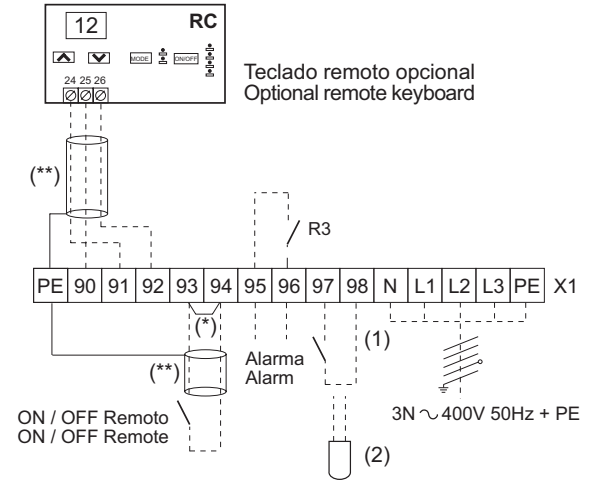 12 RC
MODE ON/OFF
24 25 26
Teclado remoto opcional
Optional remote keyboard
(**)
R3
PE 90 91 92 93 94 95 96 97 98 N L1 L2 L3 PE X1
(*)
(1)
Alarma
Alarm
(**)
ON / OFF Remoto
ON / OFF Remote
3N ~ 400V 50Hz + PE
(2)